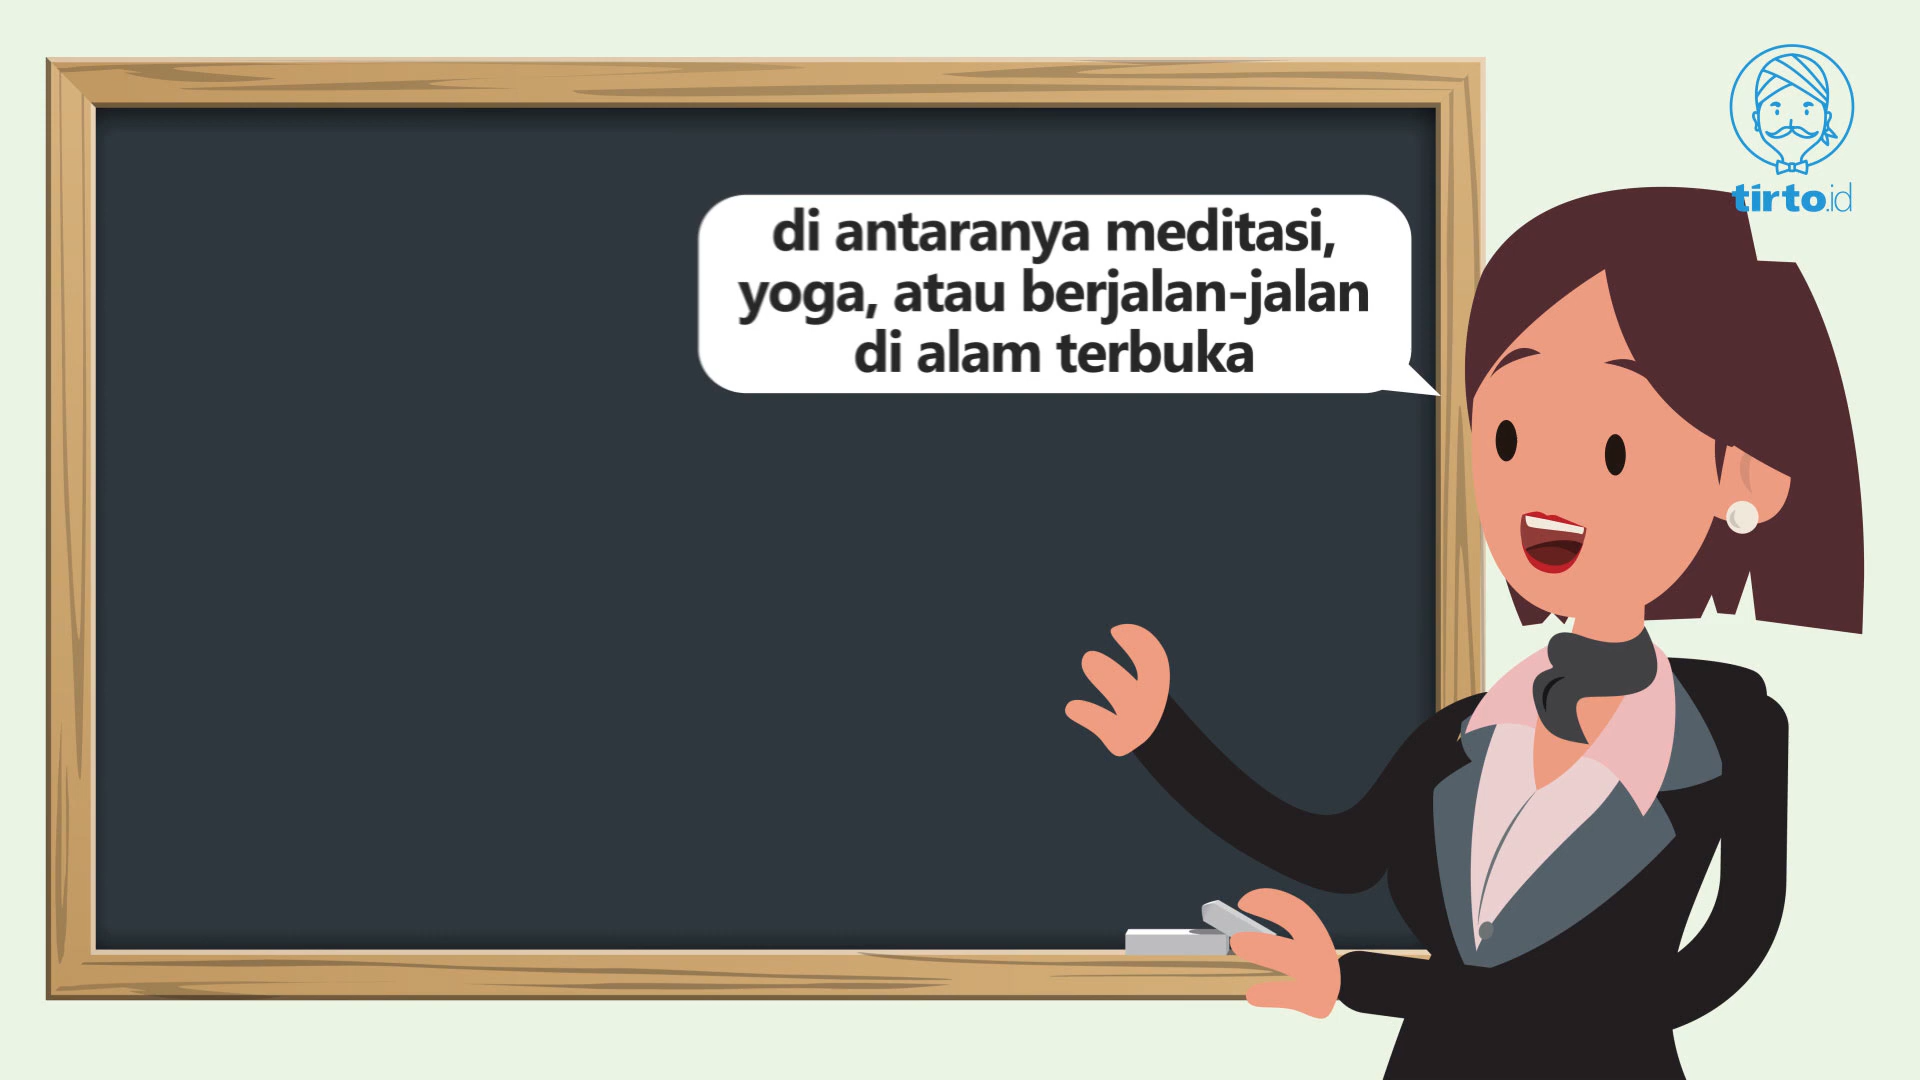 tirto.id
di antaranya meditasi,
yoga, atau berjalan-jalan
di alam terbuka